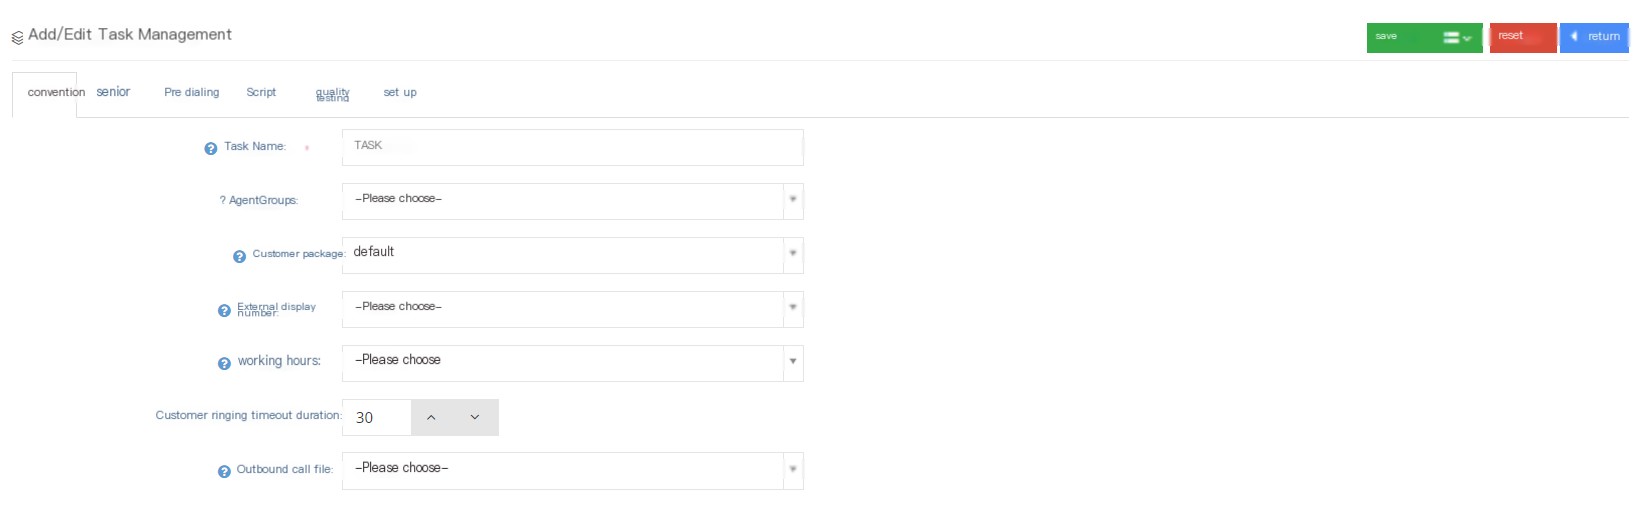 Add/Edit Task Management
save
reset
return
convention
senior
Pre dialing
Script
quality
testing
set up
Task Name: *
TASK
? AgentGroups:
–Please choose–
Customer package:
default
External display
number:
–Please choose–
working hours:
–Please choose
Customer ringing timeout duration:
30
Outbound call file:
–Please choose–